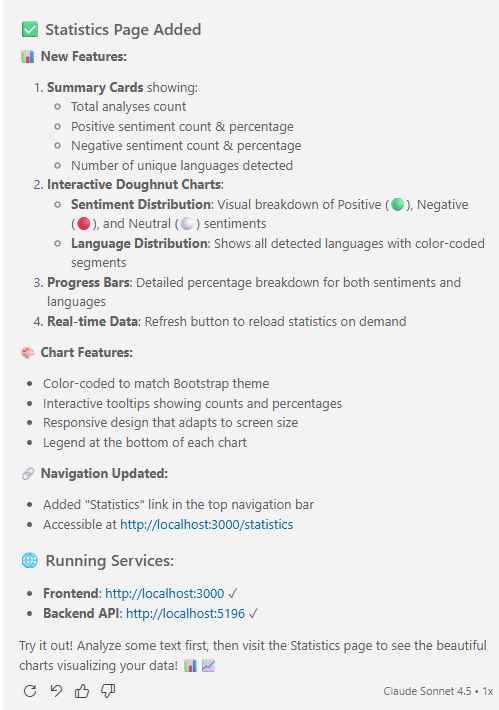 ✅ Statistics Page Added
📊 New Features:
1. Summary Cards showing:
○ Total analyses count
○ Positive sentiment count & percentage
○ Negative sentiment count & percentage
○ Number of unique languages detected
2. Interactive Doughnut Charts:
○ Sentiment Distribution: Visual breakdown of Positive (🟢), Negative
(🔴), and Neutral (⚪) sentiments
○ Language Distribution: Shows all detected languages with color-coded
segments
3. Progress Bars: Detailed percentage breakdown for both sentiments and
languages
4. Real-time Data: Refresh button to reload statistics on demand
🎨 Chart Features:
• Color-coded to match Bootstrap theme
• Interactive tooltips showing counts and percentages
• Responsive design that adapts to screen size
• Legend at the bottom of each chart
🔗 Navigation Updated:
• Added "Statistics" link in the top navigation bar
• Accessible at http://localhost:3000/statistics
🌐 Running Services:
• Frontend: http://localhost:3000 ✓
• Backend API: http://localhost:5196 ✓
Try it out! Analyze some text first, then visit the Statistics page to see the beautiful
charts visualizing your data! 📊 📈
Claude Sonnet 4.5 • 1x